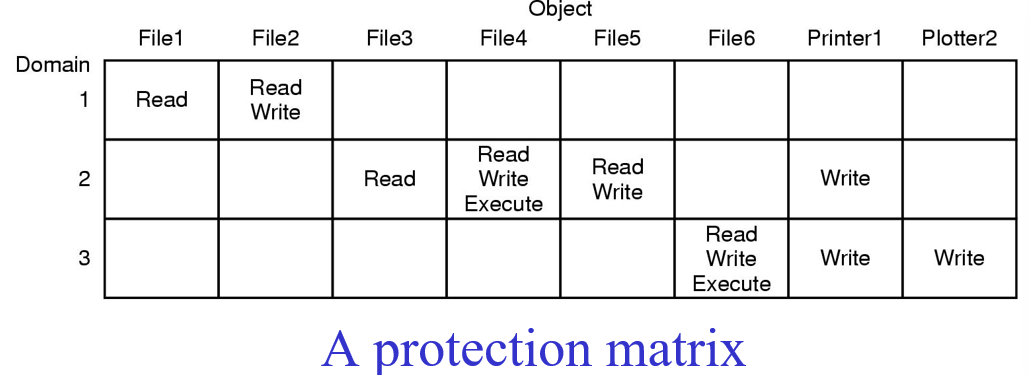 Object
File1 File2 File3 File4 File5 File6 Printer1 Plotter2
Domain
1 Read Read Write
2 Read Read Write Execute Read Write Write
3 Read Write Execute Write Write
A protection matrix